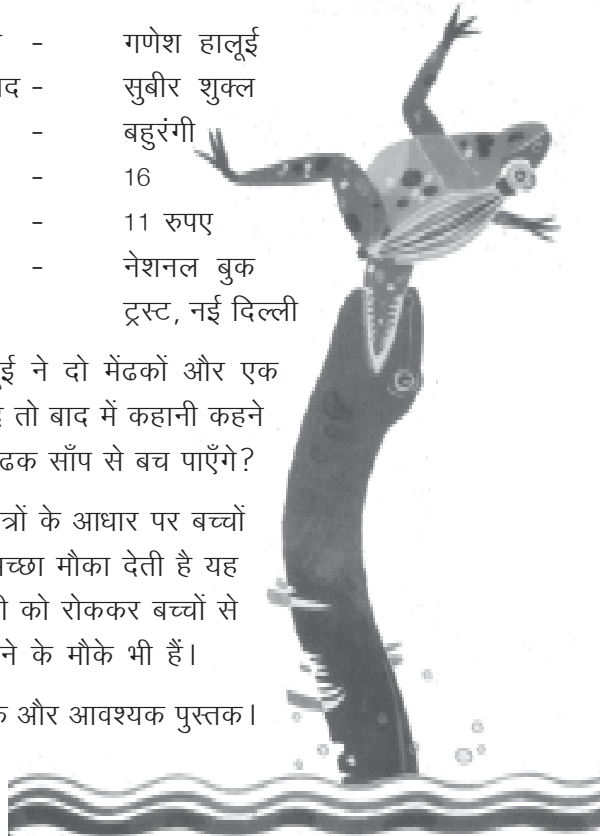 - गणेश हालूई
- सुबीर शुक्ल
- बहुरंगी
- 16
- 11 रुपए
- नेशनल बुक
ट्रस्ट, नई दिल्ली
ने दो मेंढकों और एक
तो बाद में कहानी कहने
साँप से बच पाएँगे?
के आधार पर बच्चों
मौका देती है यह
को रोककर बच्चों से
के मौके भी हैं।
और आवश्यक पुस्तक।